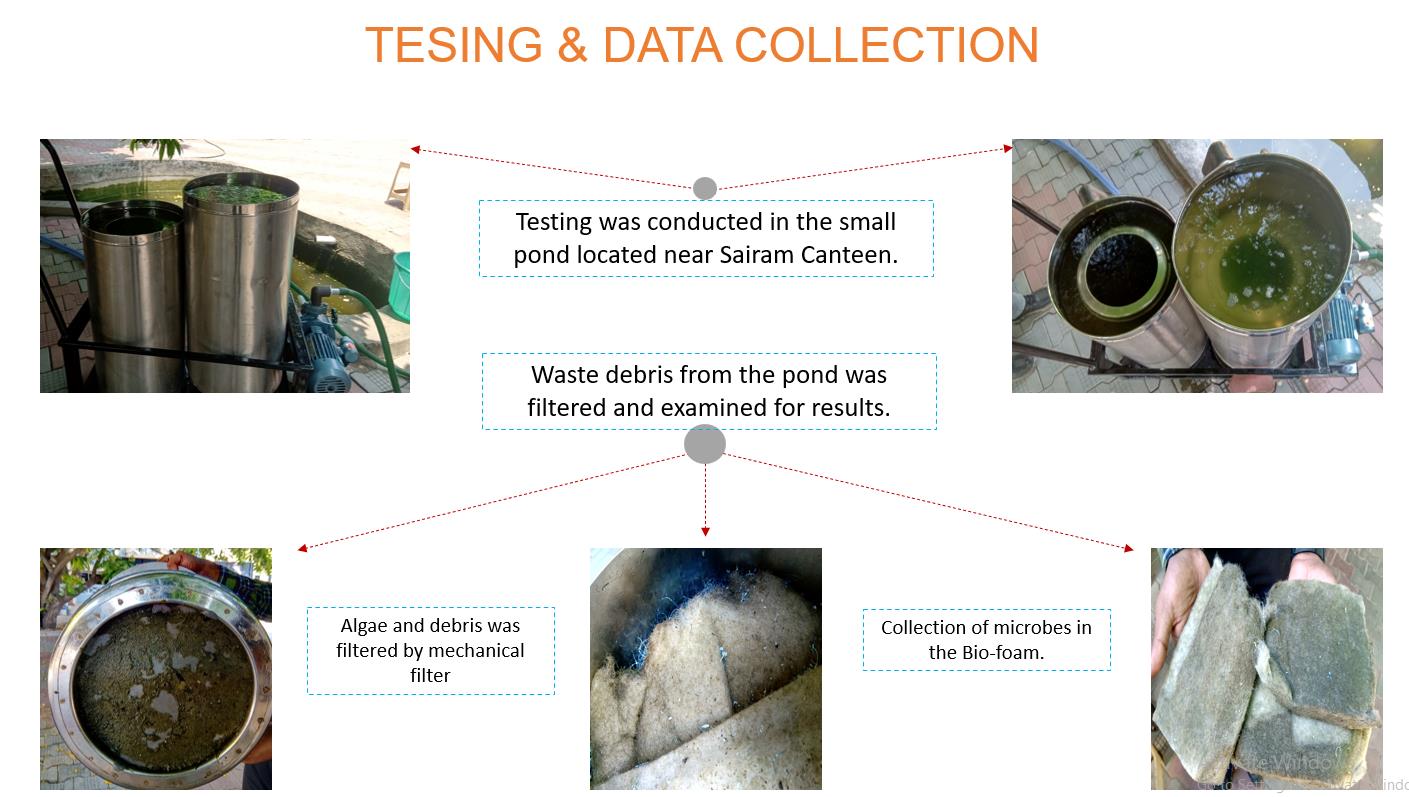 TESING & DATA COLLECTION
Testing was conducted in the small
pond located near Sairam Canteen.
Waste debris from the pond was
filtered and examined for results.
Algae and debris was
filtered by mechanical
filter
Collection of microbes in
the Bio-foam.